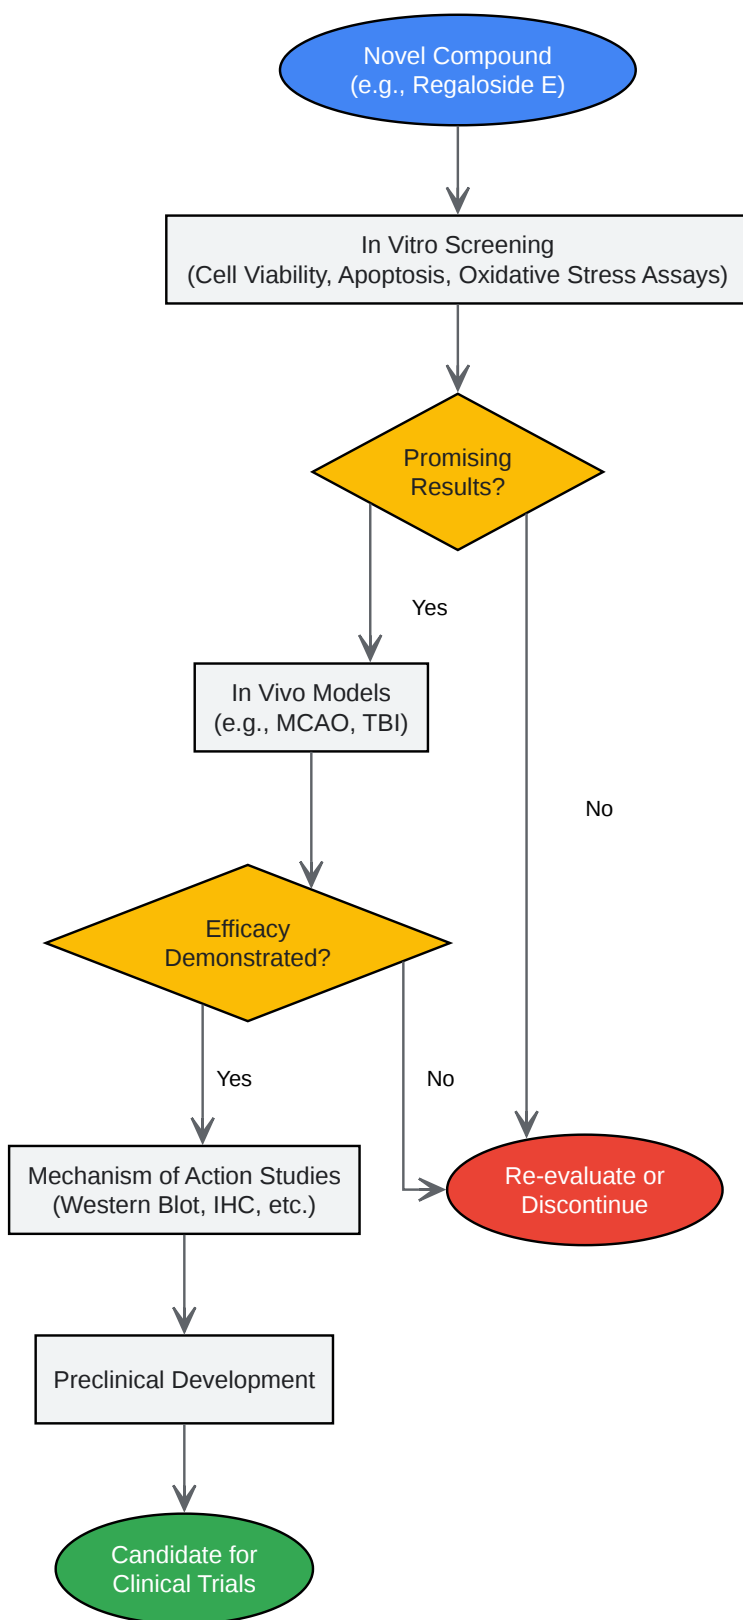 Novel Compound
(e.g., Regaloside E)
In Vitro Screening
(Cell Viability, Apoptosis, Oxidative Stress Assays)
Promising
Results?
Yes
In Vivo Models
(e.g., MCAO, TBI)
No
Efficacy
Demonstrated?
Yes
No
Mechanism of Action Studies
(Western Blot, IHC, etc.)
Re-evaluate or
Discontinue
Preclinical Development
Candidate for
Clinical Trials